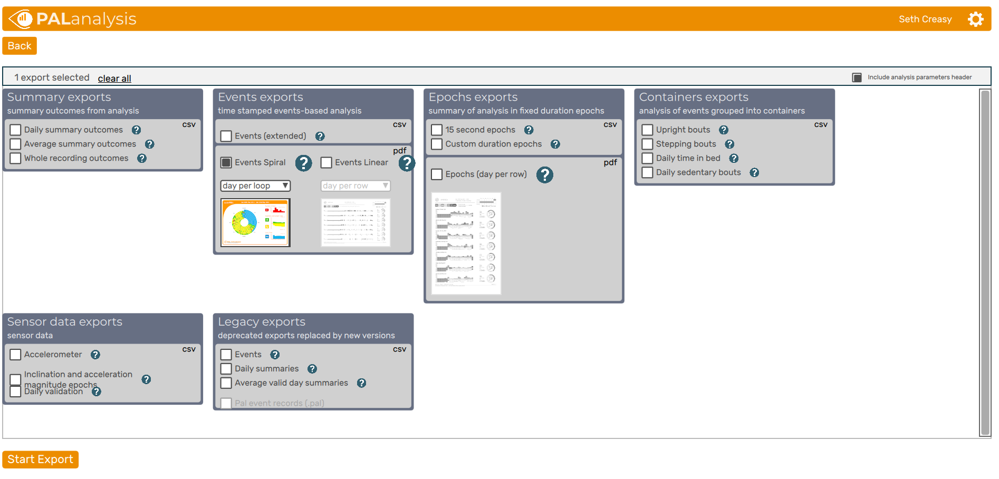 PALanalysis
Seth Creasy
Back
1 export selected clear all
Include analysis parameters header
Summary exports
summary outcomes from analysis
csv
Daily summary outcomes ?
Average summary outcomes ?
Whole recording outcomes ?
Events exports
time stamped events-based analysis
csv
Events (extended) ?
pdf
Events Spiral ? Events Linear ?
day per loop ▼ day per row ▼
Epochs exports
summary of analysis in fixed duration epochs
csv
15 second epochs ?
Custom duration epochs ?
pdf
Epochs (day per row) ?
Containers exports
analysis of events grouped into containers
csv
Upright bouts ?
Stepping bouts ?
Daily time in bed ?
Daily sedentary bouts ?
Sensor data exports
sensor data
csv
Accelerometer ?
Inclination and acceleration
magnitude epochs ?
Daily validation ?
Legacy exports
deprecated exports replaced by new versions
csv
Events ?
Daily summaries ?
Average valid day summaries ?
Pal event records (.pal)
Start Export